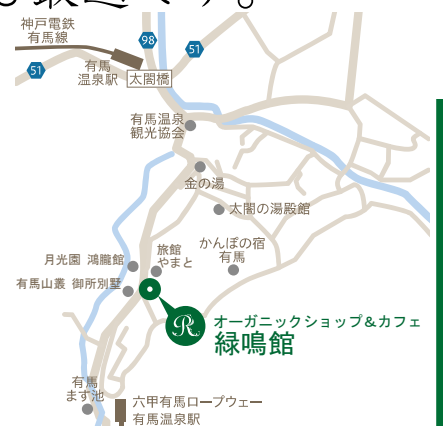 最適です。
神戸電鉄
有馬線
98
51
有馬
温泉駅
太閤橋
51
有馬温泉
観光協会
金の湯
太閤の湯殿館
月光園 鴻朧館
旅館
やまと
かんぽの宿
有馬
有馬山叢 御所別墅
R
オーガニックショップ&カフェ
緑鳴館
有馬
ます池
六甲有馬ロープウェー
有馬温泉駅